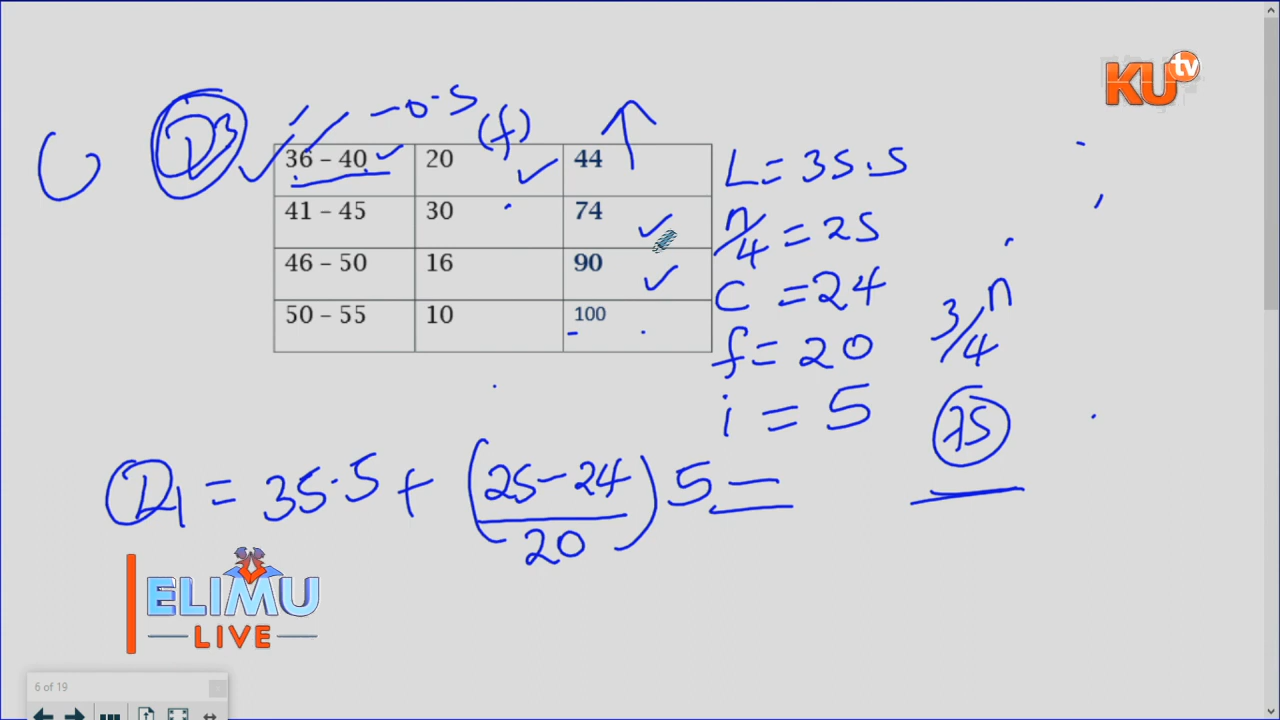 KU tv
Q3 -0.5 (f)
36 – 40 20 44
41 – 45 30 74
46 – 50 16 90
50 – 55 10 100
L = 35.5
n/4 = 25
C = 24
f = 20
i = 5
3/4 n
75
Q1 = 35.5 + (25-24/20) 5 =
ELIMU
LIVE
6 of 19